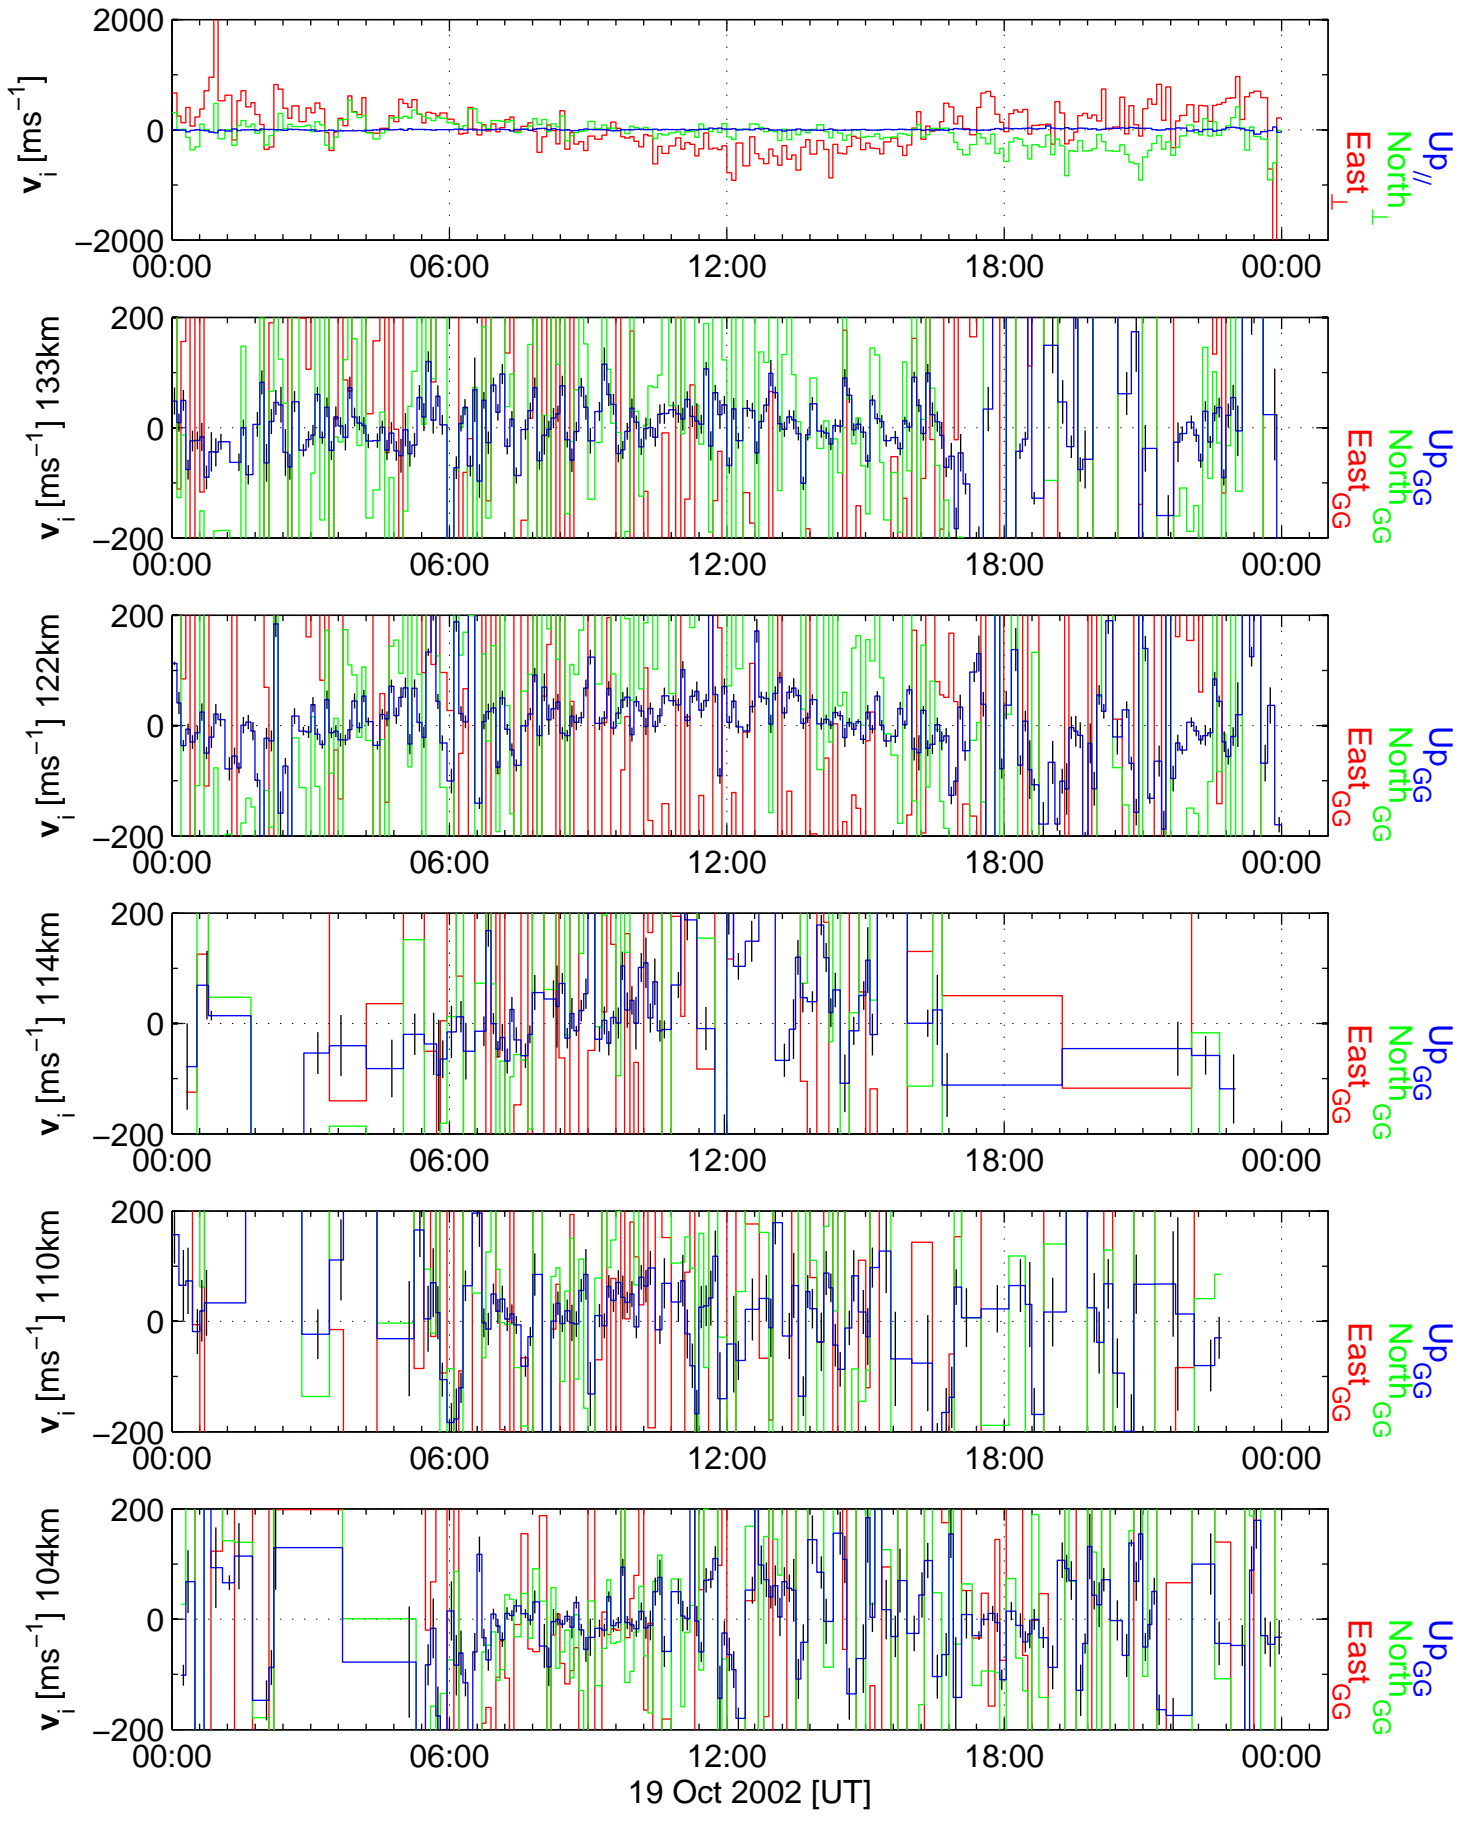 2000
0
−2000
v_i [ms^−1]
00:00 06:00 12:00 18:00 00:00
East_⊥
North_⊥
Up_//
200
0
−200
v_i [ms^−1] 133km
00:00 06:00 12:00 18:00 00:00
East_GG
North_GG
Up_GG
200
0
−200
v_i [ms^−1] 122km
00:00 06:00 12:00 18:00 00:00
East_GG
North_GG
Up_GG
200
0
−200
v_i [ms^−1] 114km
00:00 06:00 12:00 18:00 00:00
East_GG
North_GG
Up_GG
200
0
−200
v_i [ms^−1] 110km
00:00 06:00 12:00 18:00 00:00
East_GG
North_GG
Up_GG
200
0
−200
v_i [ms^−1] 104km
00:00 06:00 12:00 18:00 00:00
East_GG
North_GG
Up_GG
19 Oct 2002 [UT]